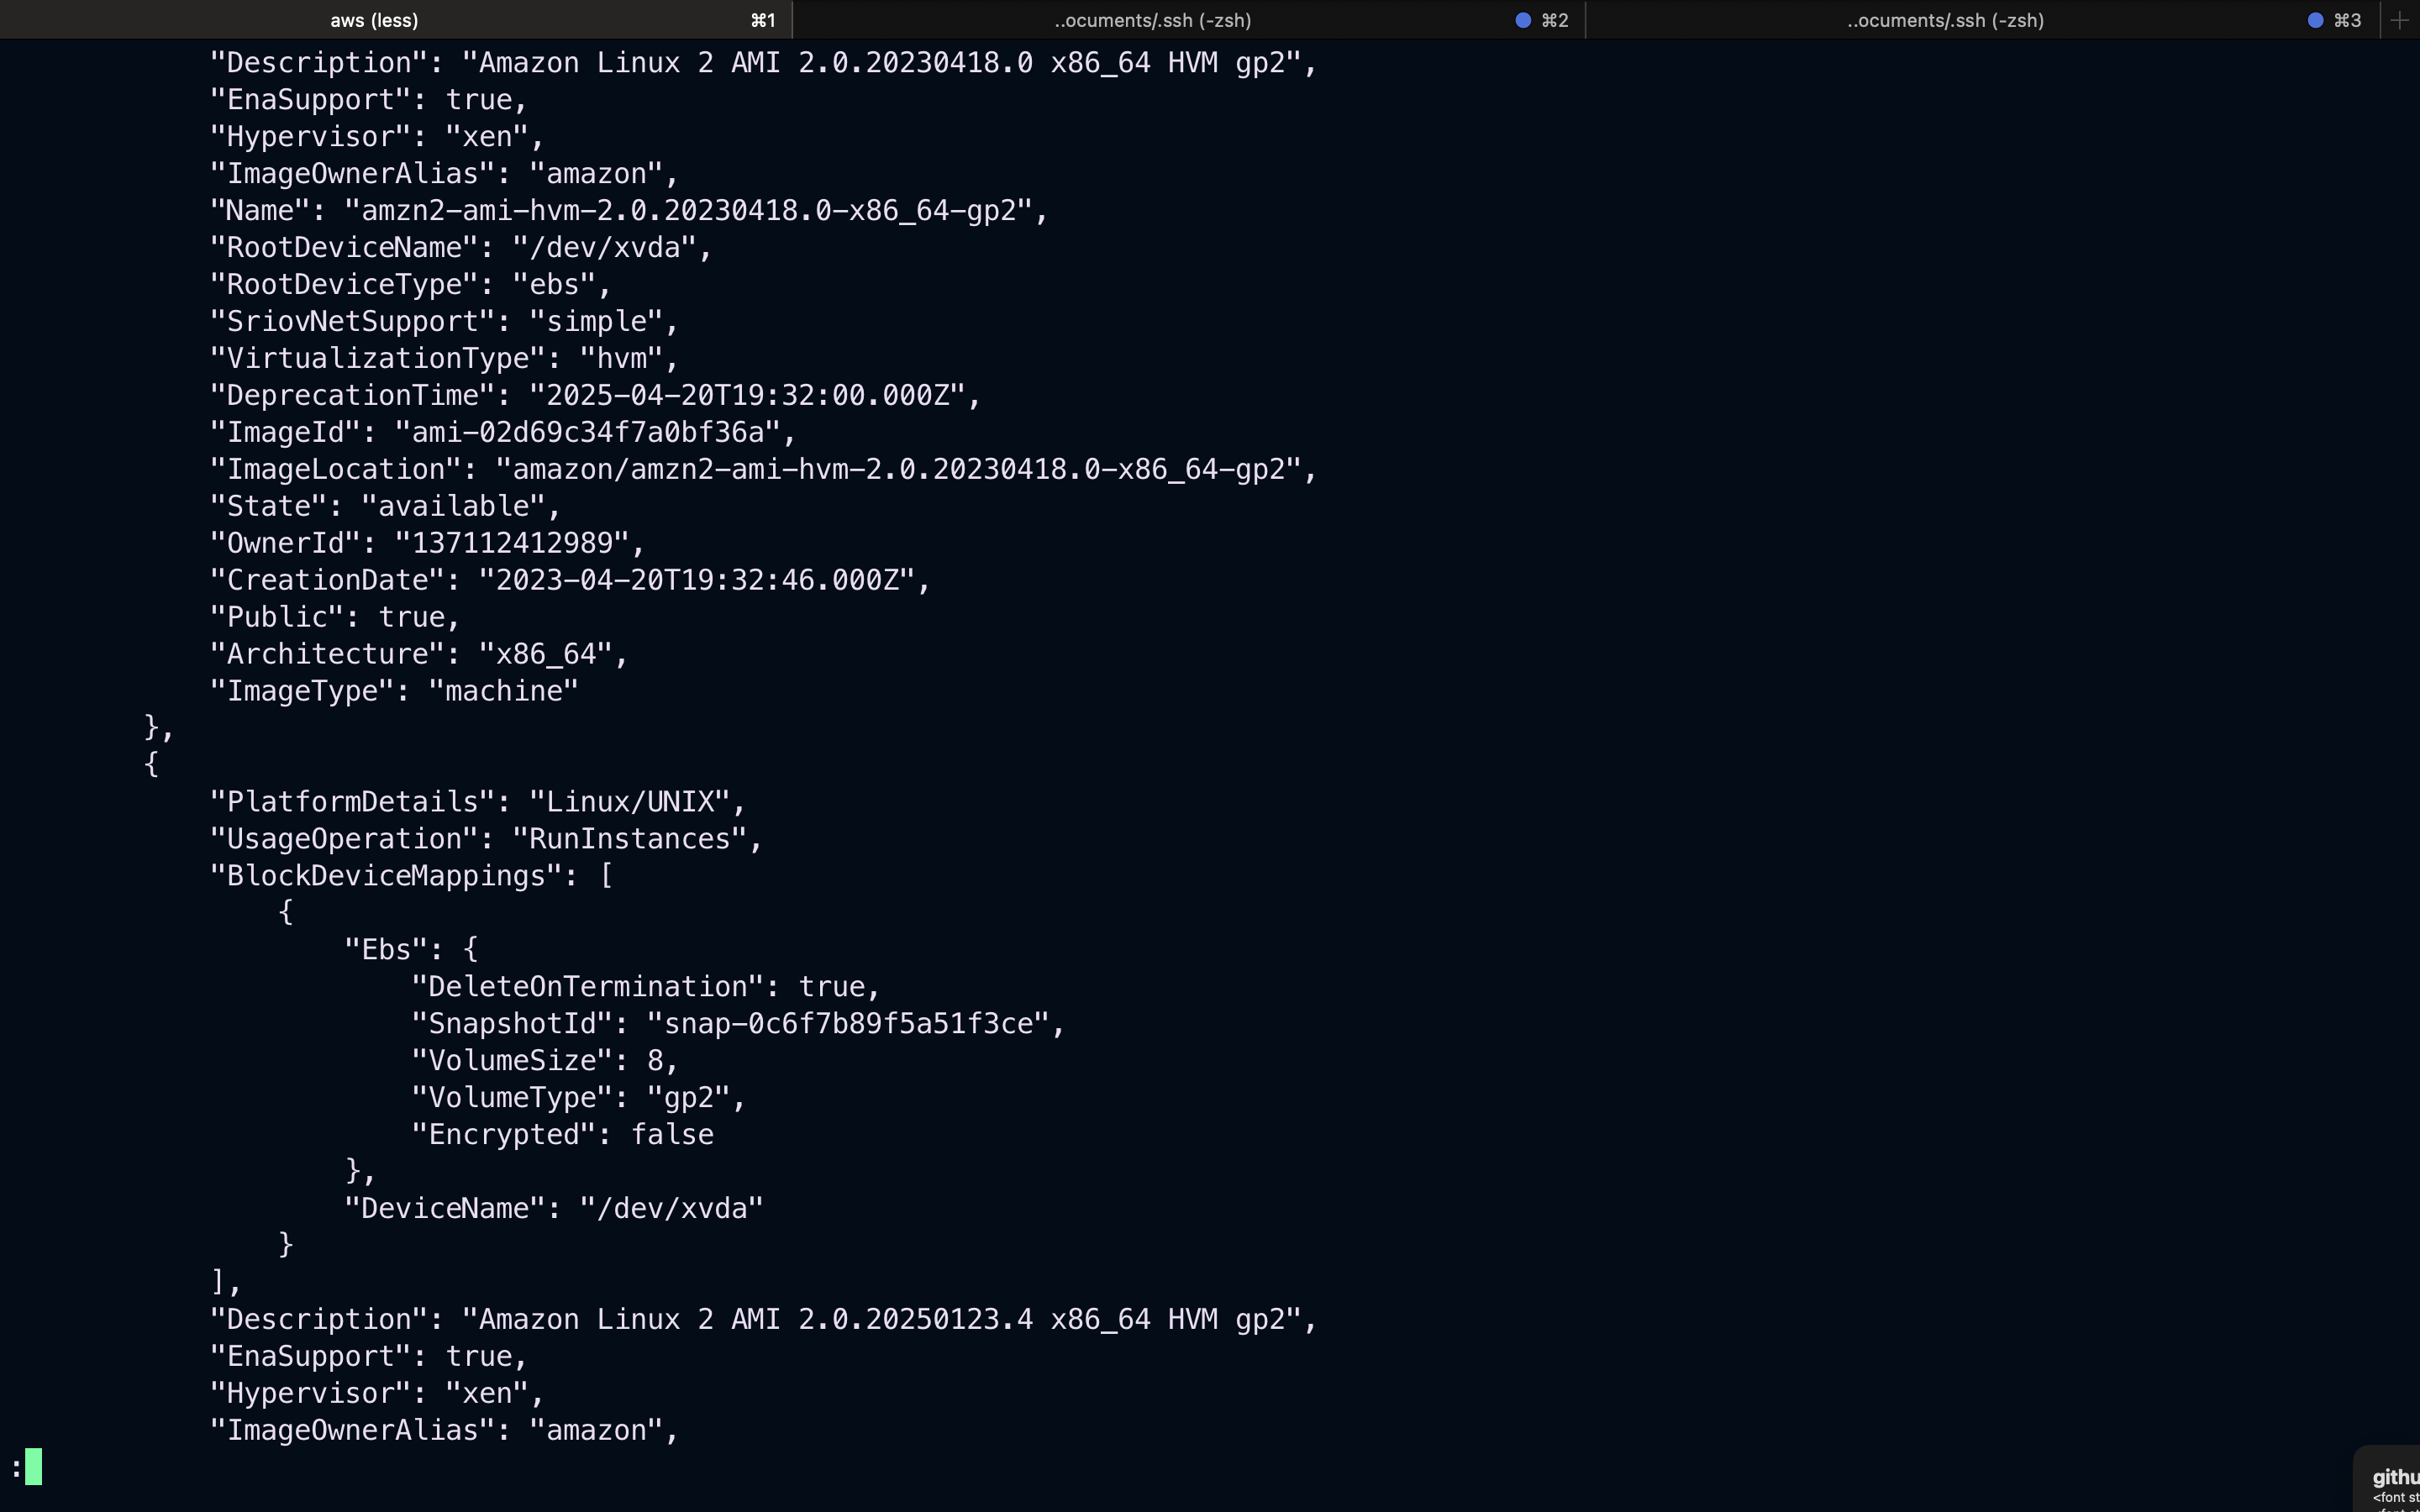 aws (less) ⌘1 ..ocuments/.ssh (-zsh) ⌘2 ..ocuments/.ssh (-zsh) ⌘3
"Description": "Amazon Linux 2 AMI 2.0.20230418.0 x86_64 HVM gp2",
"EnaSupport": true,
"Hypervisor": "xen",
"ImageOwnerAlias": "amazon",
"Name": "amzn2-ami-hvm-2.0.20230418.0-x86_64-gp2",
"RootDeviceName": "/dev/xvda",
"RootDeviceType": "ebs",
"SriovNetSupport": "simple",
"VirtualizationType": "hvm",
"DeprecationTime": "2025-04-20T19:32:00.000Z",
"ImageId": "ami-02d69c34f7a0bf36a",
"ImageLocation": "amazon/amzn2-ami-hvm-2.0.20230418.0-x86_64-gp2",
"State": "available",
"OwnerId": "137112412989",
"CreationDate": "2023-04-20T19:32:46.000Z",
"Public": true,
"Architecture": "x86_64",
"ImageType": "machine"
},
{
"PlatformDetails": "Linux/UNIX",
"UsageOperation": "RunInstances",
"BlockDeviceMappings": [
{
"Ebs": {
"DeleteOnTermination": true,
"SnapshotId": "snap-0c6f7b89f5a51f3ce",
"VolumeSize": 8,
"VolumeType": "gp2",
"Encrypted": false
},
"DeviceName": "/dev/xvda"
}
],
"Description": "Amazon Linux 2 AMI 2.0.20250123.4 x86_64 HVM gp2",
"EnaSupport": true,
"Hypervisor": "xen",
"ImageOwnerAlias": "amazon",
:
githu
<font st